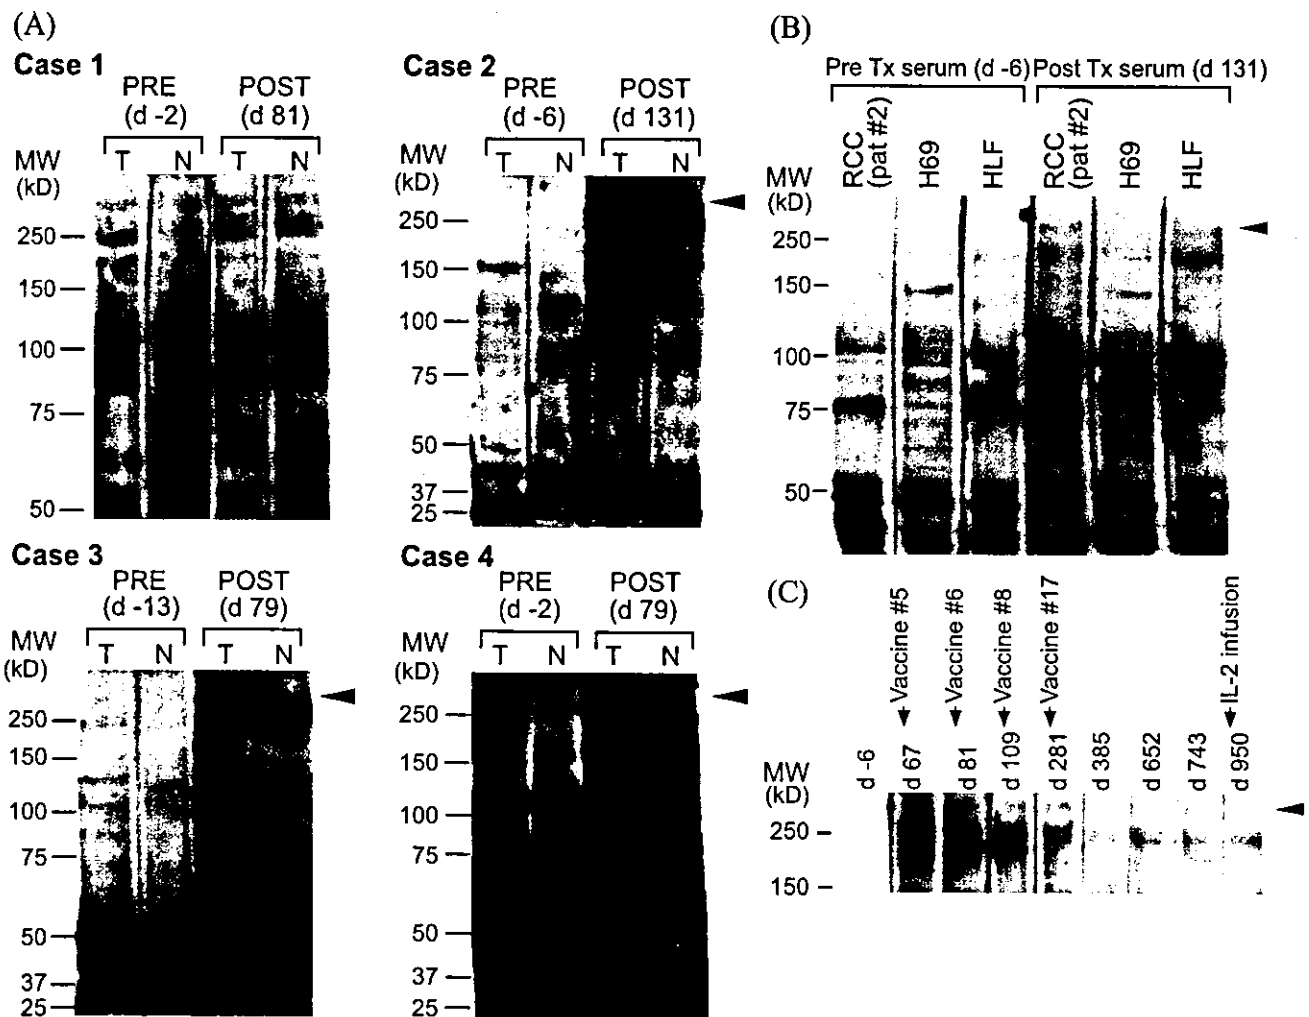 (A)
Case 1
PRE
(d -2)
POST
(d 81)
T N T N
MW
(kD)
250
150
100
75
50
Case 2
PRE
(d -6)
POST
(d 131)
T N T N
MW
(kD)
250
150
100
75
50
37
25
Case 3
PRE
(d -13)
POST
(d 79)
T N T N
MW
(kD)
250
150
100
75
50
37
25
Case 4
PRE
(d -2)
POST
(d 79)
T N T N
MW
(kD)
250
150
100
75
50
37
25
(B)
Pre Tx serum (d -6) Post Tx serum (d 131)
RCC
(pat #2)
H69
HLF
RCC
(pat #2)
H69
HLF
MW
(kD)
250
150
100
75
50
(C)
Vaccine #5
Vaccine #6
Vaccine #8
Vaccine #17
IL-2 infusion
d -6
d 67
d 81
d 109
d 281
d 385
d 652
d 743
d 950
MW
(kD)
250
150